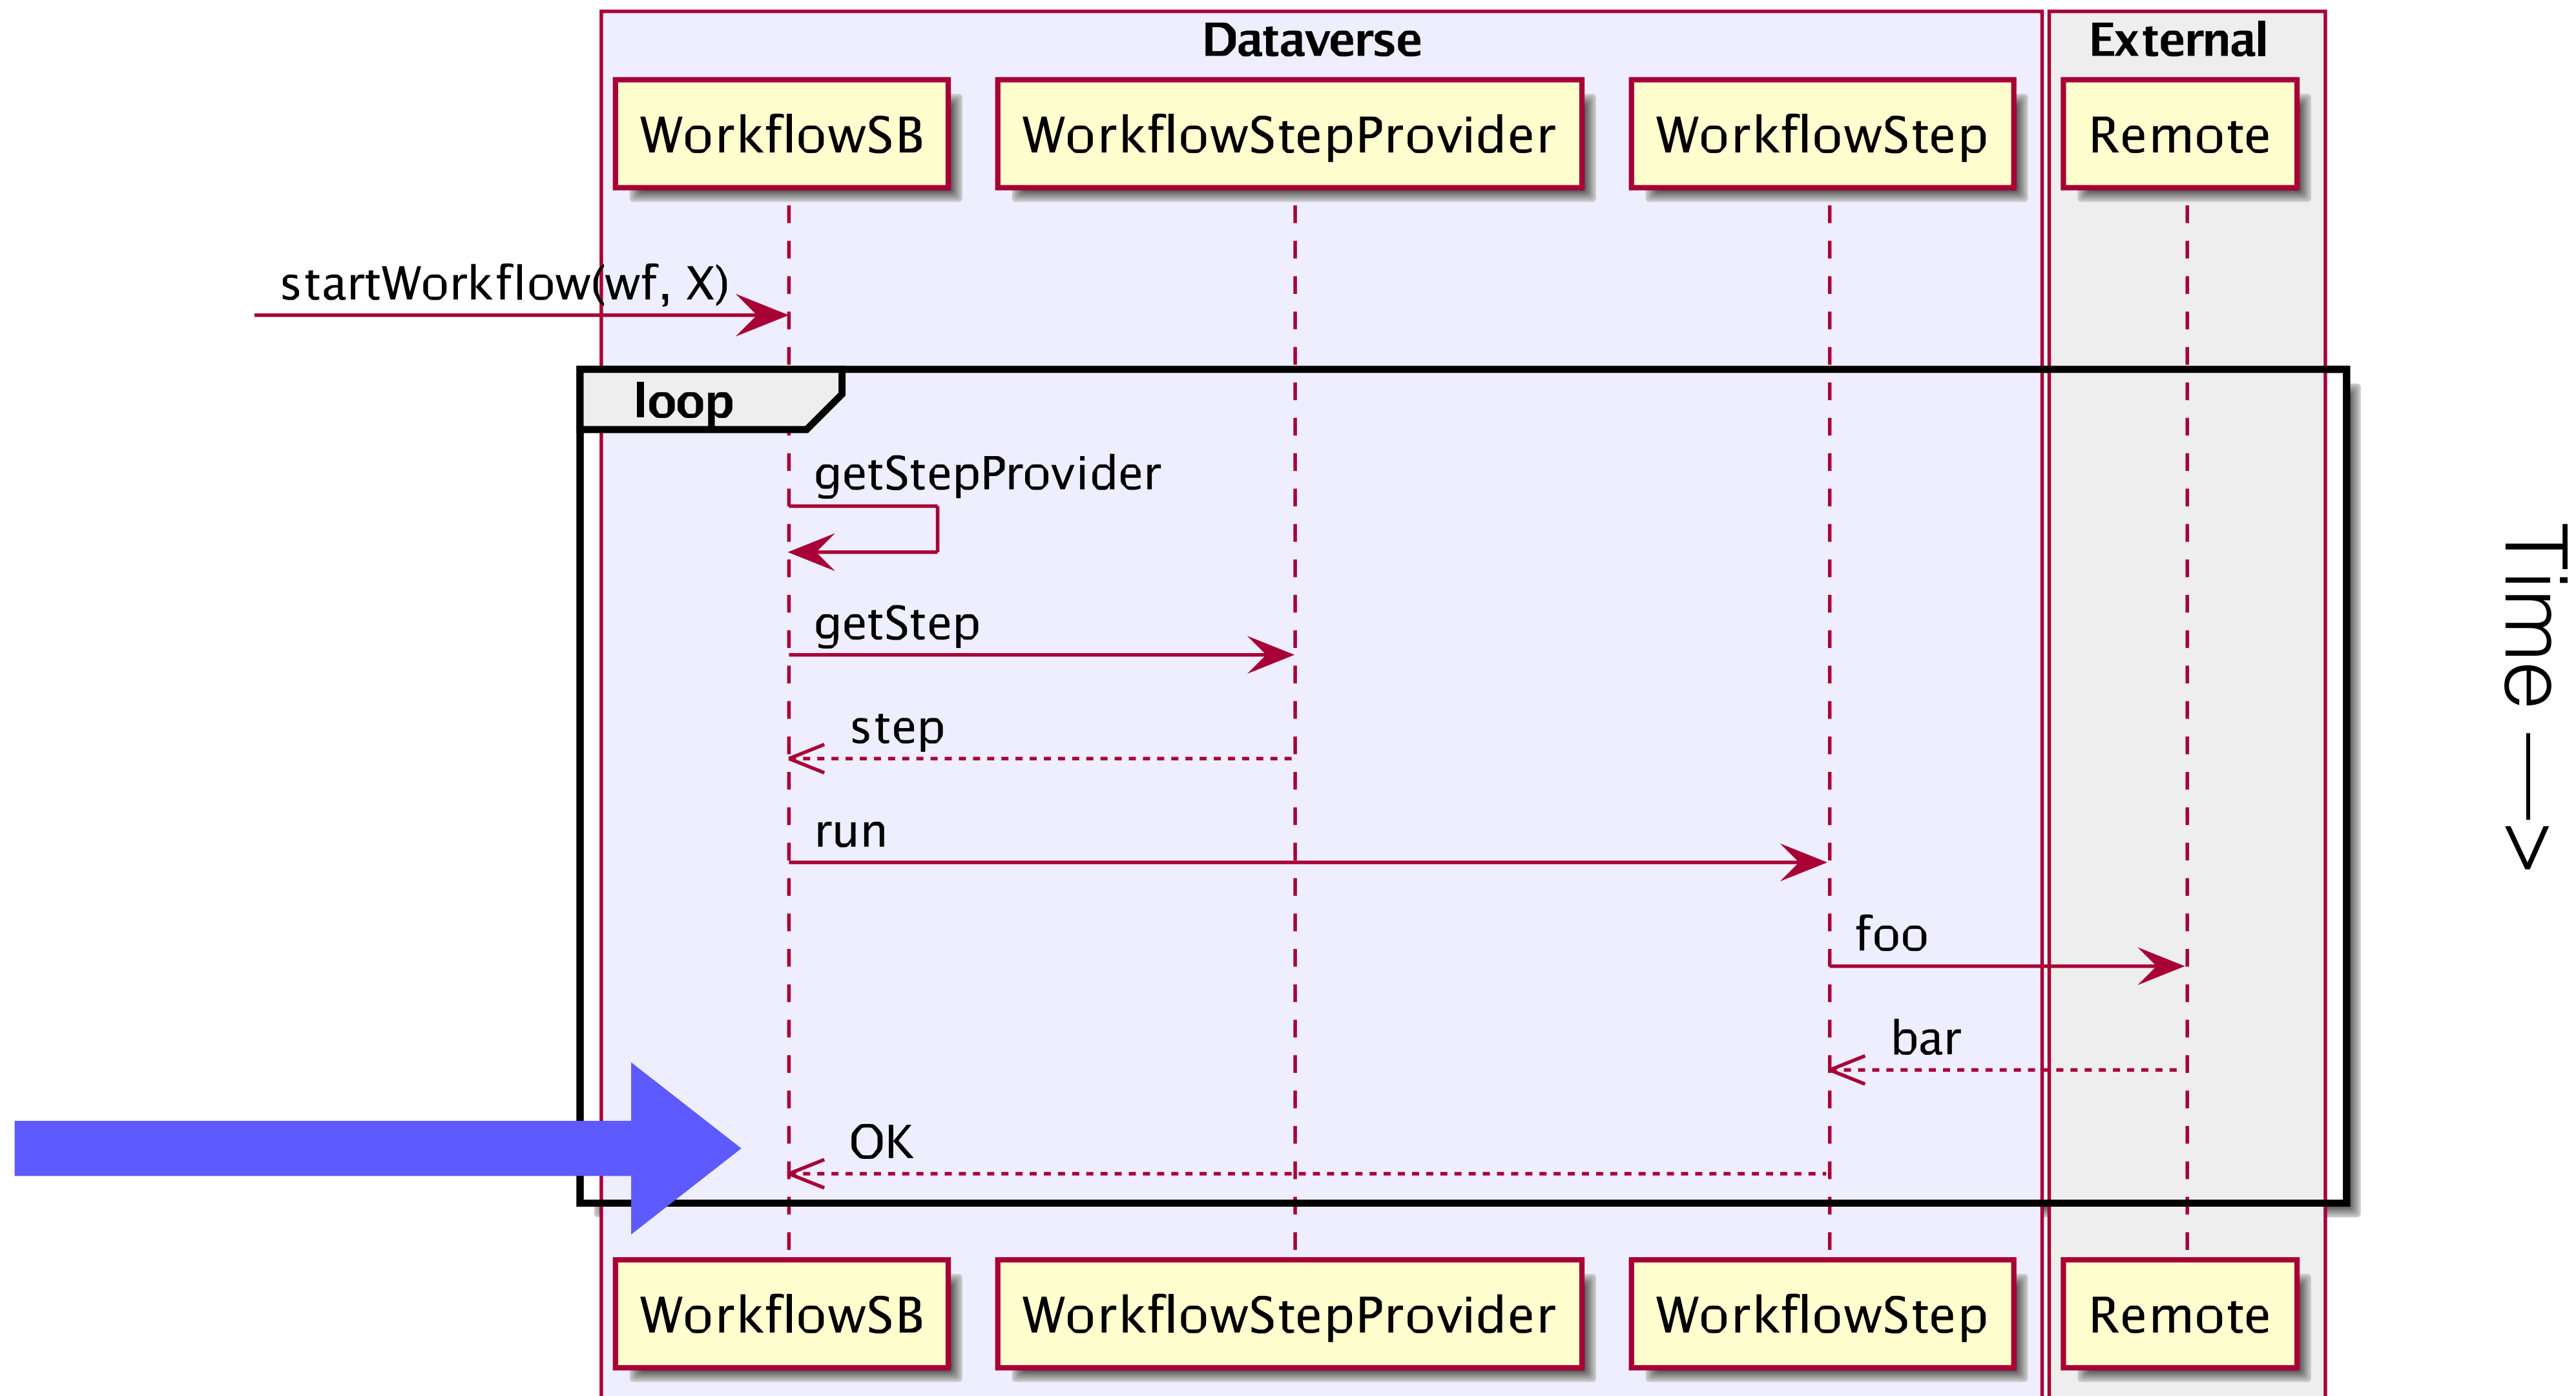 Dataverse
External
WorkflowSB
WorkflowStepProvider
WorkflowStep
Remote
startWorkflow(wf, X)
loop
getStepProvider
getStep
step
run
foo
bar
OK
Time —>
WorkflowSB
WorkflowStepProvider
WorkflowStep
Remote